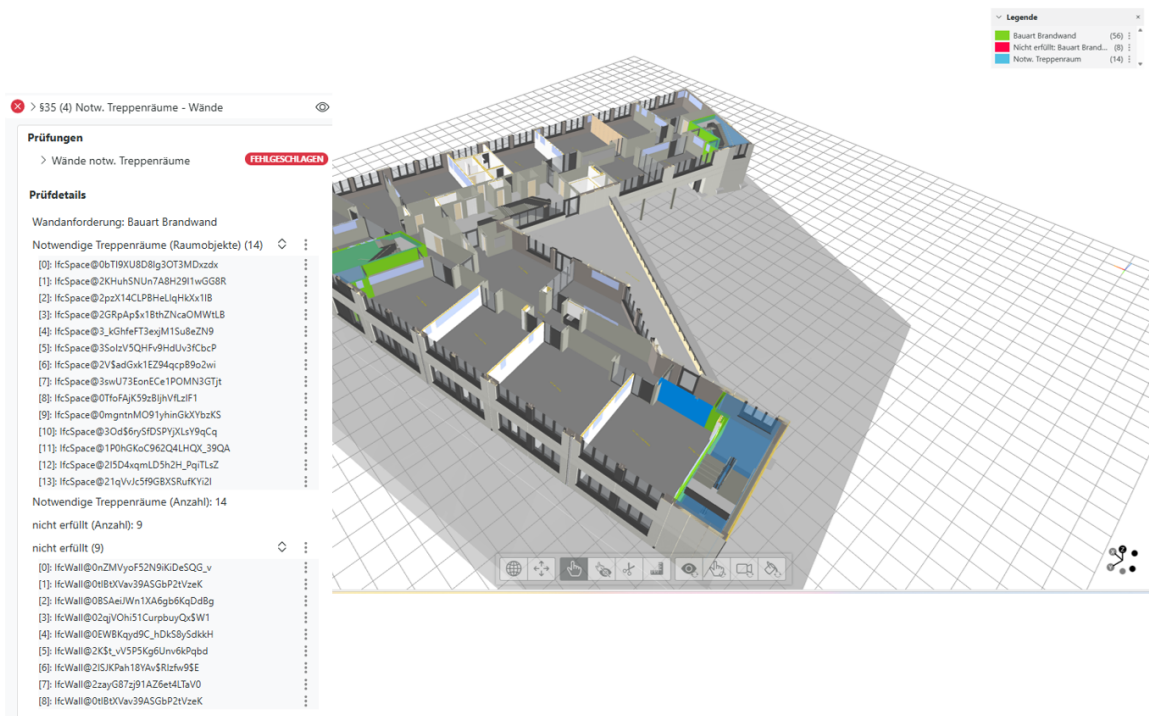 Legende
Bauart Brandwand (56)
Nicht erfüllt: Bauart Brand... (8)
Notw. Treppenraum (14)
§35 (4) Notw. Treppenräume - Wände
Prüfungen
Wände notw. Treppenräume FEHLGESCHLAGEN
Prüfdetails
Wandanforderung: Bauart Brandwand
Notwendige Treppenräume (Raumobjekte) (14)
[0]: IfcSpace@0bTI9XU8D8Ig3OT3MDxzdx
[1]: IfcSpace@2KHuhSNUn7A8H29I1wGG8R
[2]: IfcSpace@2pzX14CLPBHeLlqHkXx1IB
[3]: IfcSpace@2GRpAp$x1BthZNcaOMWtLB
[4]: IfcSpace@3_kGhfeFT3exjM1Su8eZN9
[5]: IfcSpace@3SolzV5QHFv9HdUv3fCbcP
[6]: IfcSpace@2V$adGxk1EZ94qcpB9o2wi
[7]: IfcSpace@3swU73EonECe1POMN3GTjt
[8]: IfcSpace@0TfoFAjK59zBljhVfLzIF1
[9]: IfcSpace@0mgntnMO91yhinGkXYbzKS
[10]: IfcSpace@3Od$6rySfDSPYjXLsY9qCq
[11]: IfcSpace@1P0hGKoC962Q4LHQX_39QA
[12]: IfcSpace@2I5D4xqmLD5h2H_PqiTLsZ
[13]: IfcSpace@21qVvJc5f9GBXSRufKYi2I
Notwendige Treppenräume (Anzahl): 14
nicht erfüllt (Anzahl): 9
nicht erfüllt (9)
[0]: IfcWall@0nZMVyoF52N9iKiDeSQG_v
[1]: IfcWall@0tIBtXVav39ASGbP2tVzeK
[2]: IfcWall@0BSAeiJWn1XA6gb6KqDdBg
[3]: IfcWall@02qjVOhi51CurpbuyQx$W1
[4]: IfcWall@0EWBKqyd9C_hDkS8ySdkkH
[5]: IfcWall@2K$t_vV5P5Kg6Unv6kPqbd
[6]: IfcWall@2ISJKPah18YAv$RIzfw9$E
[7]: IfcWall@2zayG87zj91AZ6et4LTaV0
[8]: IfcWall@0tIBtXVav39ASGbP2tVzeK